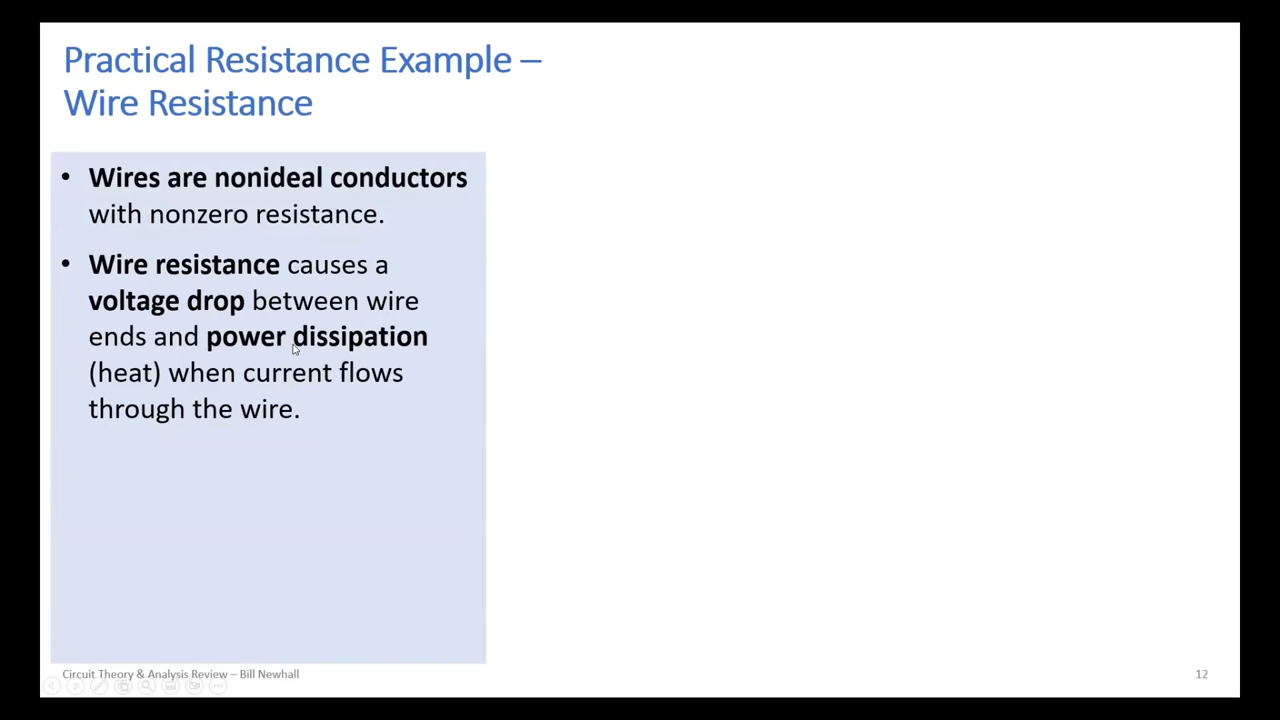 Practical Resistance Example –
Wire Resistance
• Wires are nonideal conductors
with nonzero resistance.
• Wire resistance causes a
voltage drop between wire
ends and power dissipation
(heat) when current flows
through the wire.
Circuit Theory & Analysis Review – Bill Newhall
12